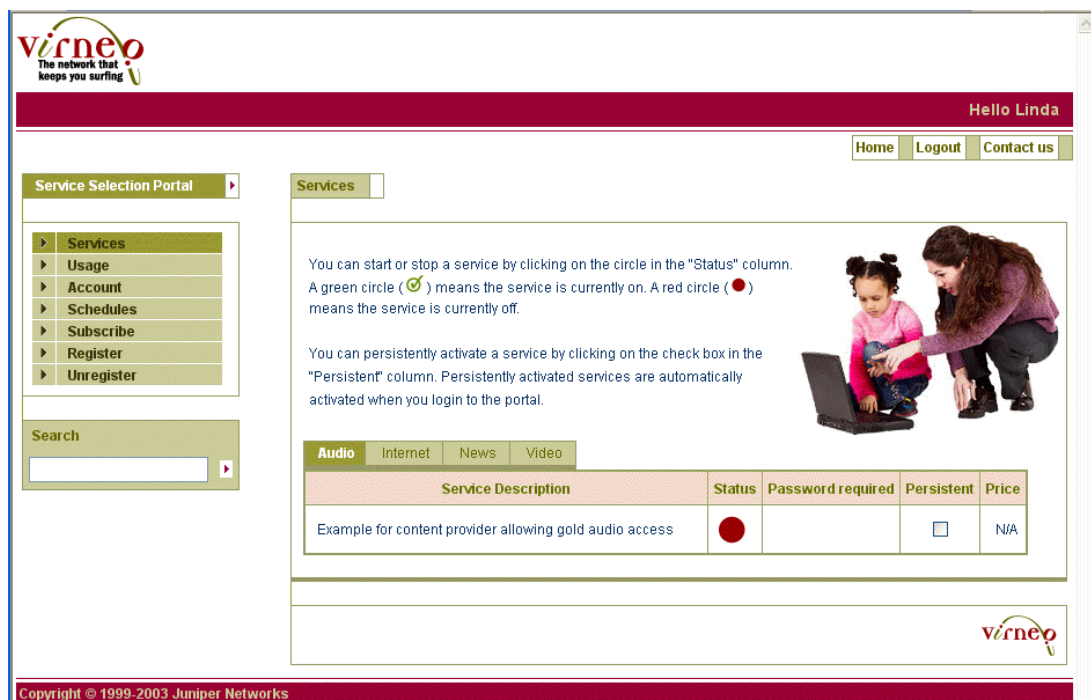 virneo
The network that
keeps you surfing
Hello Linda
Home Logout Contact us
Service Selection Portal
Services
Services
Usage
Account
Schedules
Subscribe
Register
Unregister
Search
You can start or stop a service by clicking on the circle in the "Status" column.
A green circle ( ) means the service is currently on. A red circle ( )
means the service is currently off.
You can persistently activate a service by clicking on the check box in the
"Persistent" column. Persistently activated services are automatically
activated when you login to the portal.
Audio Internet News Video
Service Description Status Password required Persistent Price
Example for content provider allowing gold audio access N/A
virneo
Copyright © 1999-2003 Juniper Networks